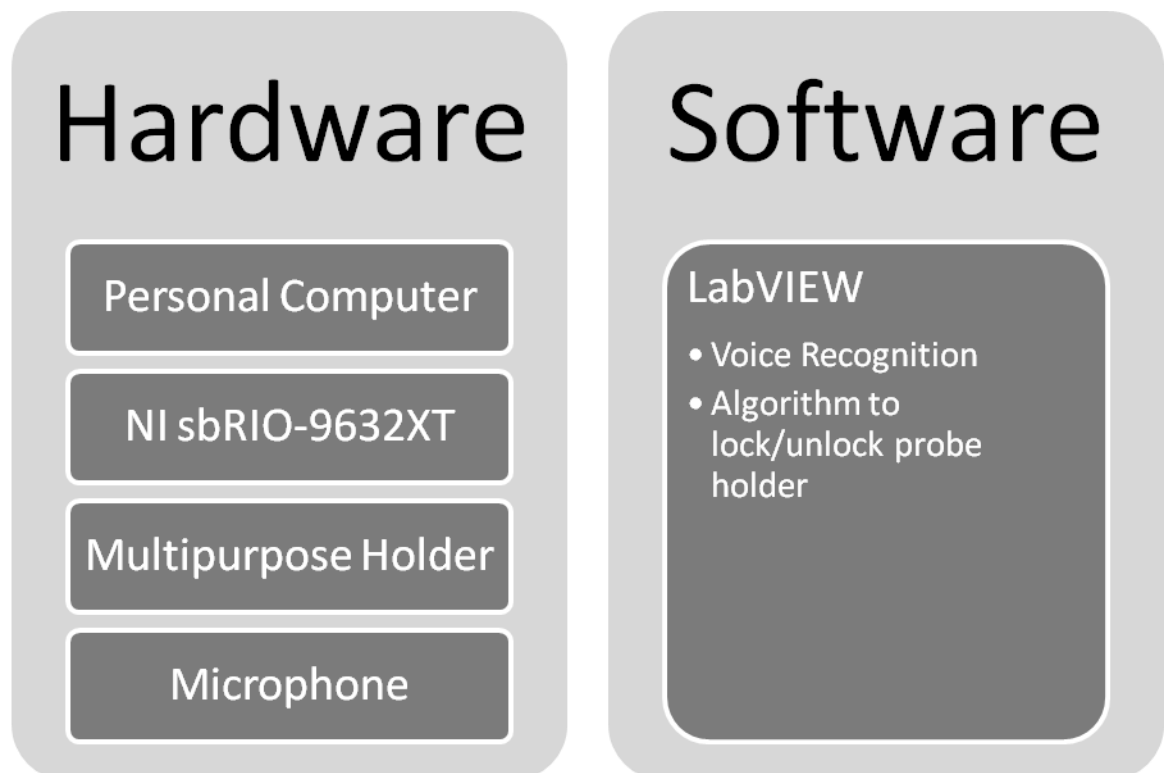 Hardware
Personal Computer
NI sbRIO-9632XT
Multipurpose Holder
Microphone
Software
LabVIEW
• Voice Recognition
• Algorithm to
lock/unlock probe
holder